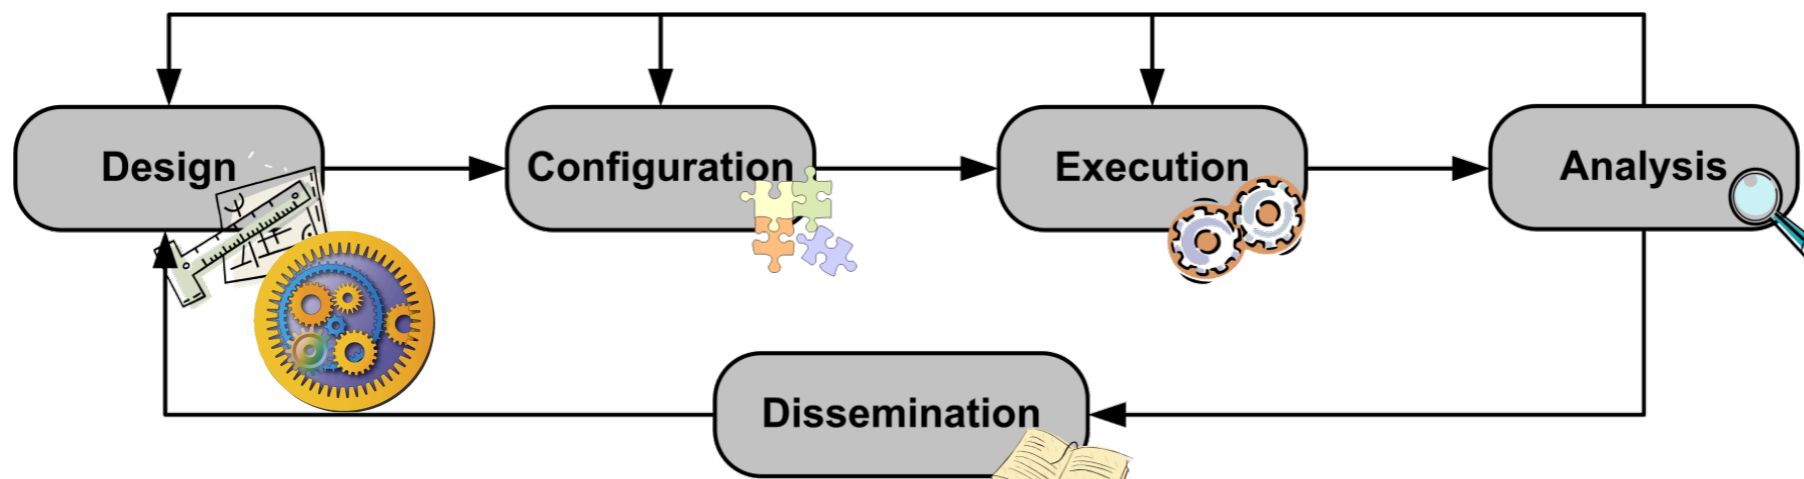 Design
Configuration
Execution
Analysis
Dissemination